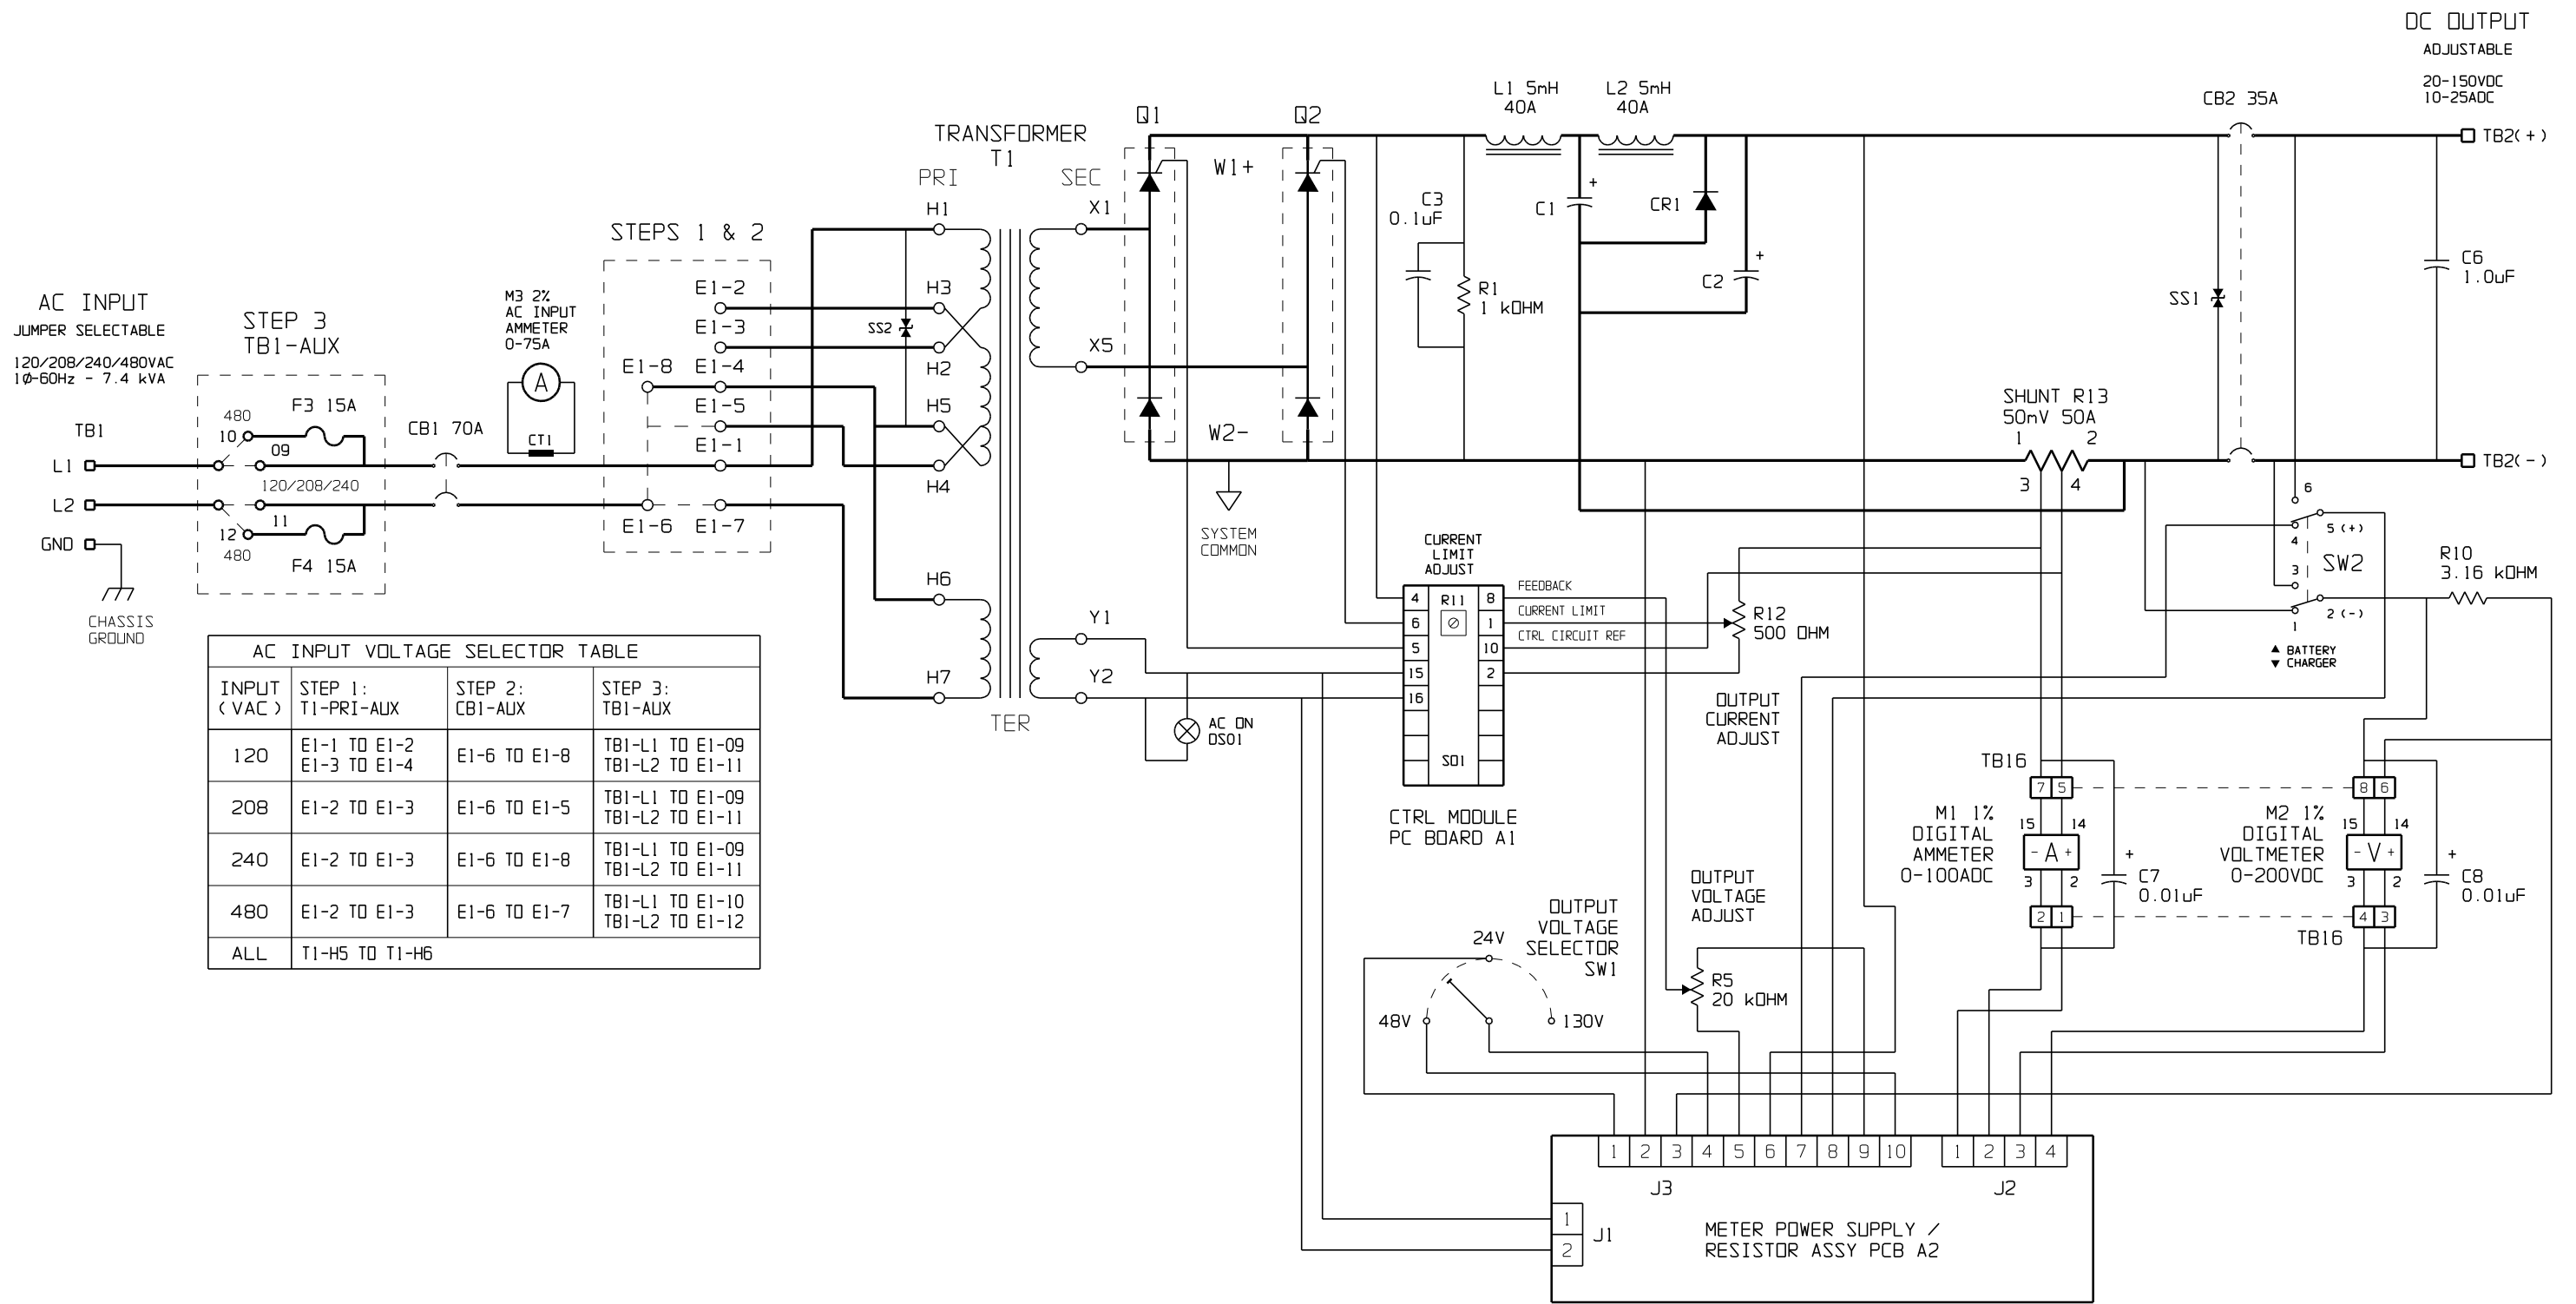 DC OUTPUT
ADJUSTABLE
20-150VDC
10-25ADC
CB2 35A
TB2(+)
L1 5mH
40A
L2 5mH
40A
Q1
Q2
TRANSFORMER
T1
PRI
SEC
W1+
W2-
C3
0.1uF
C1
+
CR1
C2
+
R1
1 kOHM
C6
1.0uF
SS1
H1
X1
H3
H2
X5
H5
H4
SS2
STEPS 1 & 2
E1-2
E1-3
E1-8
E1-4
E1-5
E1-1
E1-6
E1-7
M3 2%
AC INPUT
AMMETER
0-75A
A
CT1
AC INPUT
JUMPER SELECTABLE
120/208/240/480VAC
1Ø-60Hz - 7.4 kVA
STEP 3
TB1-AUX
480
10
F3 15A
09
120/208/240
11
12
480
F4 15A
CB1 70A
TB1
L1
L2
GND
CHASSIS
GROUND
SHUNT R13
50mV 50A
1
2
3
4
TB2(-)
SYSTEM
COMMON
H6
H7
Y1
Y2
TER
AC ON
DS01
CURRENT
LIMIT
ADJUST
R11
4
6
5
15
16
8
1
10
2
SO1
FEEDBACK
CURRENT LIMIT
CTRL CIRCUIT REF
CTRL MODULE
PC BOARD A1
R12
500 OHM
OUTPUT
CURRENT
ADJUST
6
5 (+)
4
3
SW2
2 (-)
1
BATTERY
CHARGER
R10
3.16 kOHM
AC INPUT VOLTAGE SELECTOR TABLE
INPUT
(VAC)
STEP 1:
T1-PRI-AUX
STEP 2:
CB1-AUX
STEP 3:
TB1-AUX
120
E1-1 TO E1-2
E1-3 TO E1-4
E1-6 TO E1-8
TB1-L1 TO E1-09
TB1-L2 TO E1-11
208
E1-2 TO E1-3
E1-6 TO E1-5
TB1-L1 TO E1-09
TB1-L2 TO E1-11
240
E1-2 TO E1-3
E1-6 TO E1-8
TB1-L1 TO E1-09
TB1-L2 TO E1-11
480
E1-2 TO E1-3
E1-6 TO E1-7
TB1-L1 TO E1-10
TB1-L2 TO E1-12
ALL
T1-H5 TO T1-H6
TB16
7 5
M1 1%
DIGITAL
AMMETER
0-100ADC
15
14
- A +
3
2
2 1
+
C7
0.01uF
8 6
M2 1%
DIGITAL
VOLTMETER
0-200VDC
15
14
- V +
3
2
4 3
TB16
+
C8
0.01uF
OUTPUT
VOLTAGE
SELECTOR
SW1
24V
48V
130V
OUTPUT
VOLTAGE
ADJUST
R5
20 kOHM
1 2 3 4 5 6 7 8 9 10
J3
1 2 3 4
J2
1
2
J1
METER POWER SUPPLY /
RESISTOR ASSY PCB A2